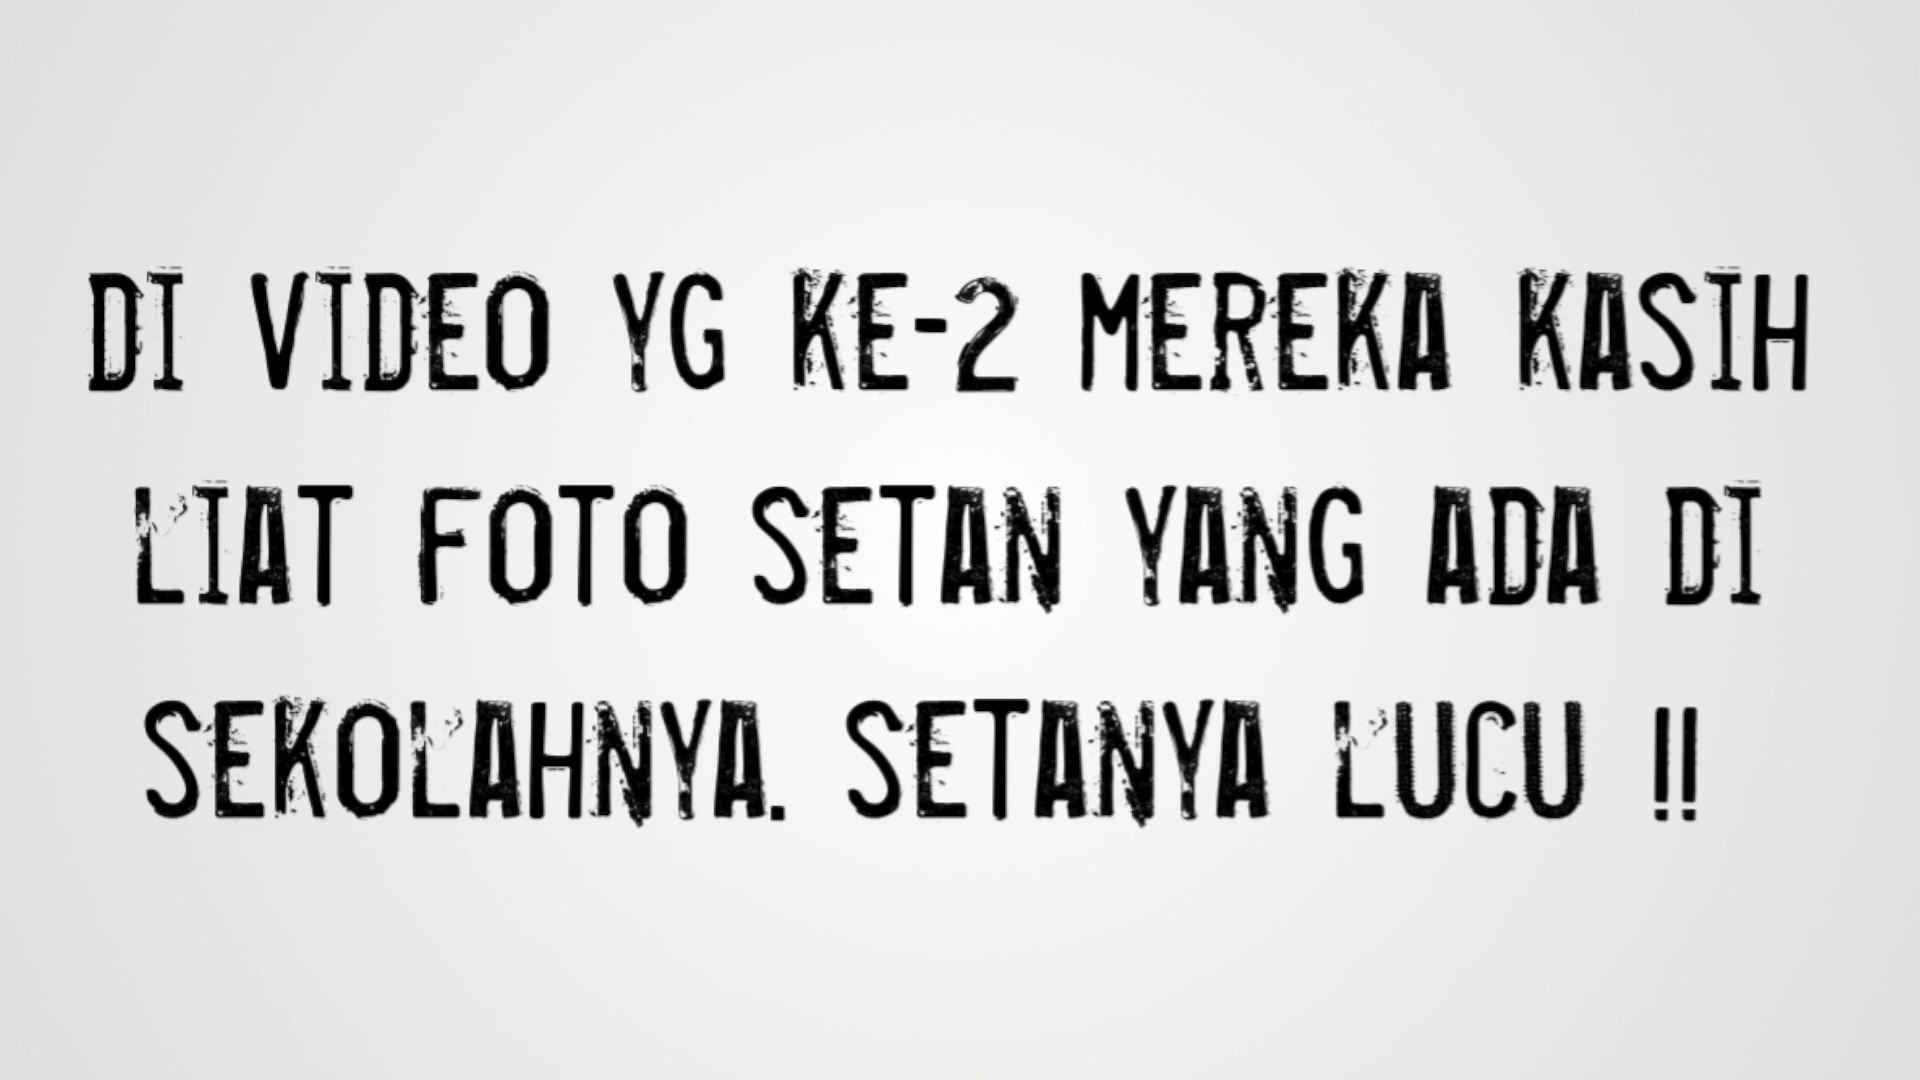 DI VIDEO YG KE-2 MEREKA KASIH
LIAT FOTO SETAN YANG ADA DI
SEKOLAHNYA. SETANYA LUCU !!